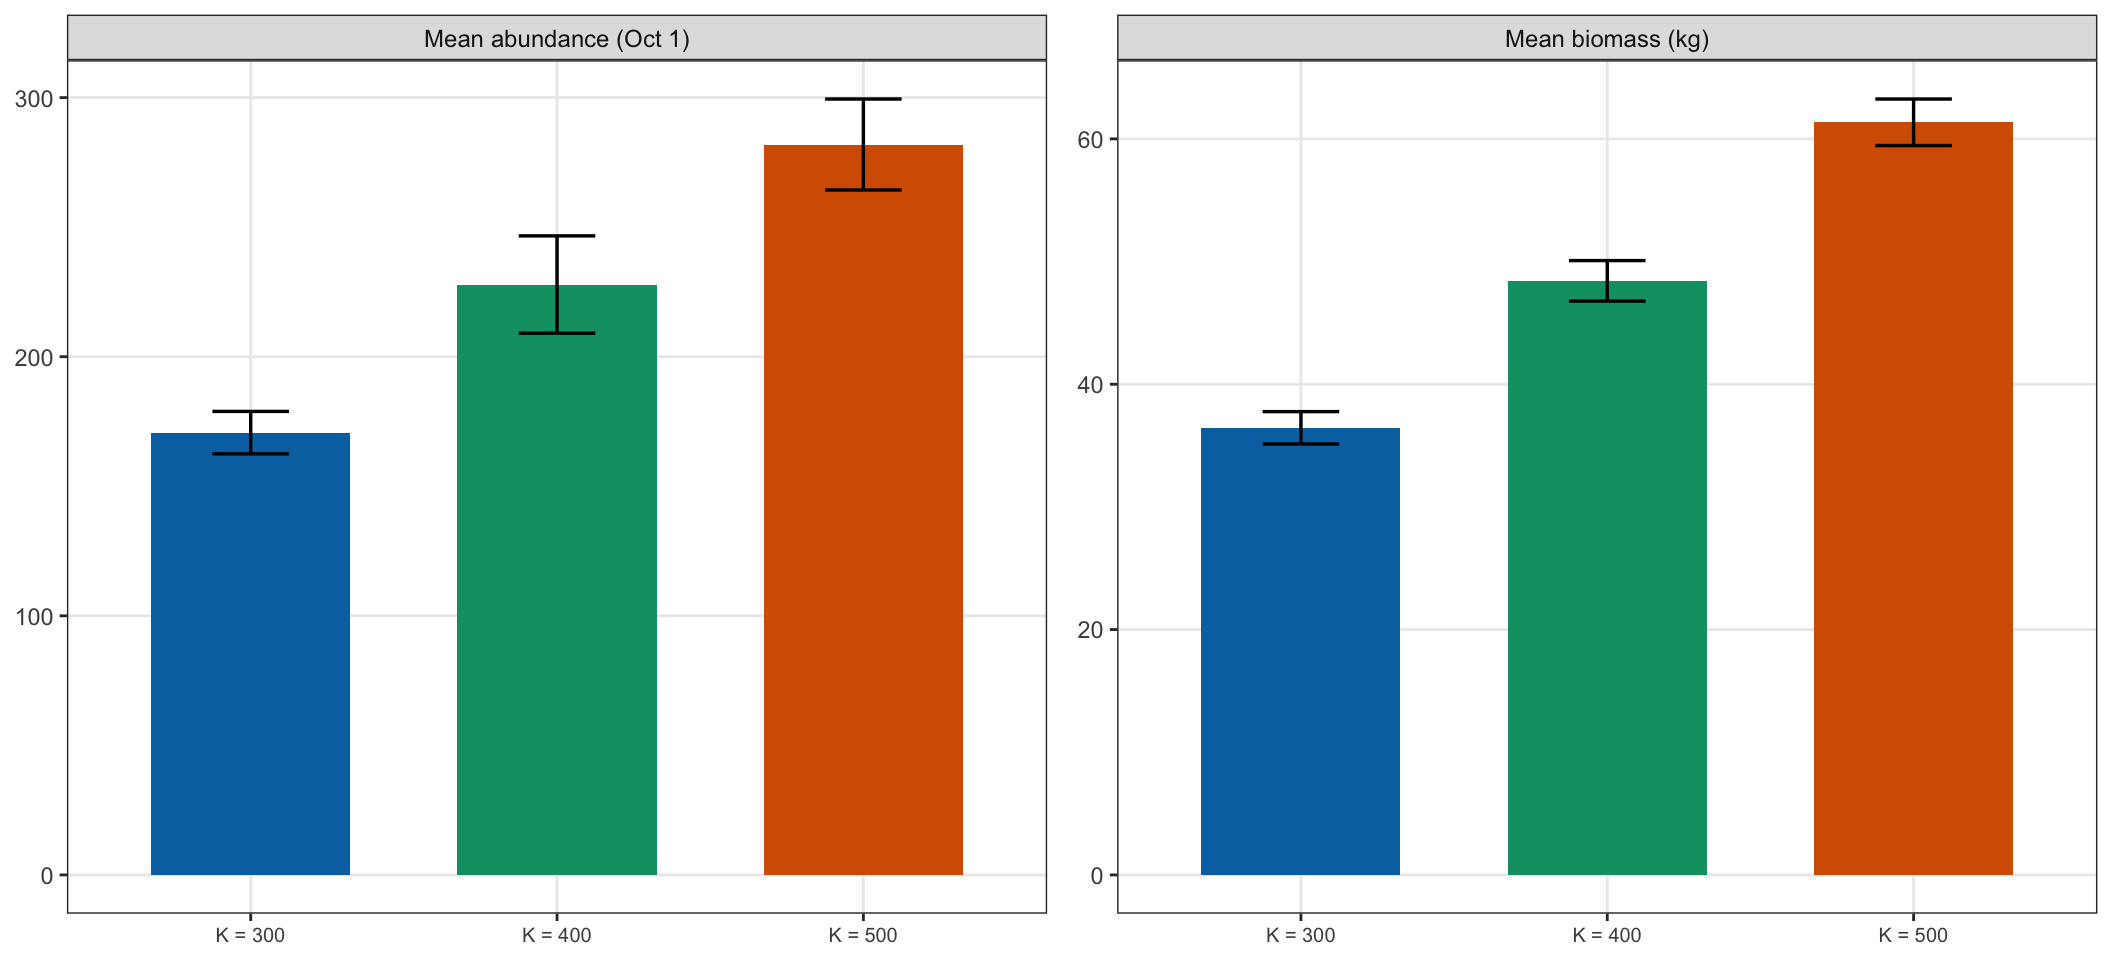 Mean abundance (Oct 1)
300
200
100
0
K = 300
K = 400
K = 500
Mean biomass (kg)
60
40
20
0
K = 300
K = 400
K = 500